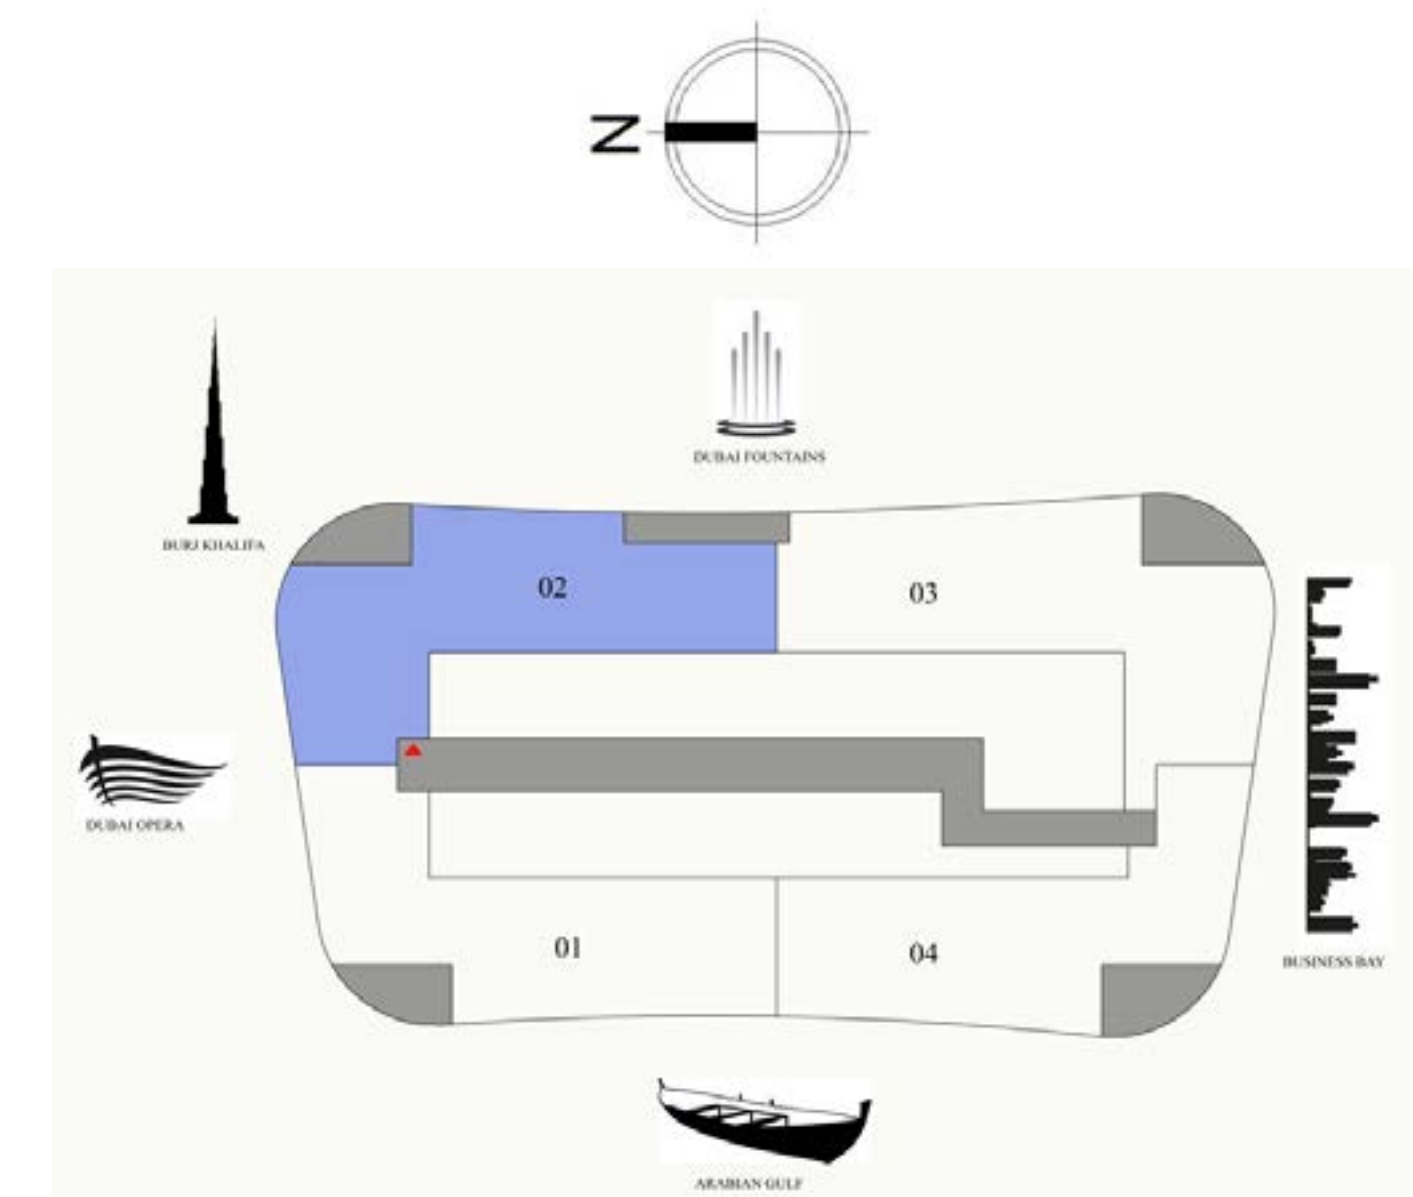 N
DUBAI FOUNTAINS
BURJ KHALIFA
02
03
DUBAI OPERA
01
04
BUSINESS BAY
ARABIAN GULF